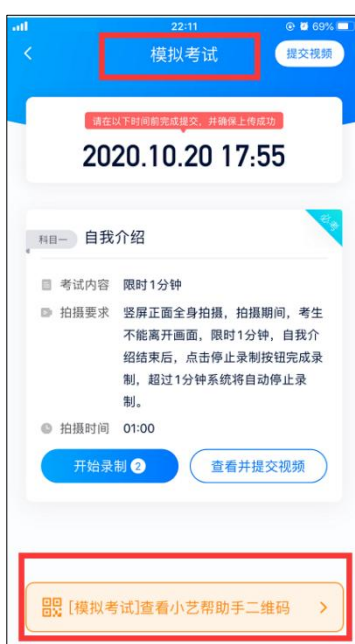 22:11
69%
模拟考试
提交视频
请在以下时间前完成提交，并确保上传成功
2020.10.20 17:55
必考
科目一
自我介绍
考试内容 限时1分钟
拍摄要求 竖屏正面全身拍摄，拍摄期间，考生
不能离开画面，限时1分钟，自我介
绍结束后，点击停止录制按钮完成录
制，超过1分钟系统将自动停止录
制。
拍摄时间 01:00
开始录制 2
查看并提交视频
[模拟考试]查看小艺帮助手二维码